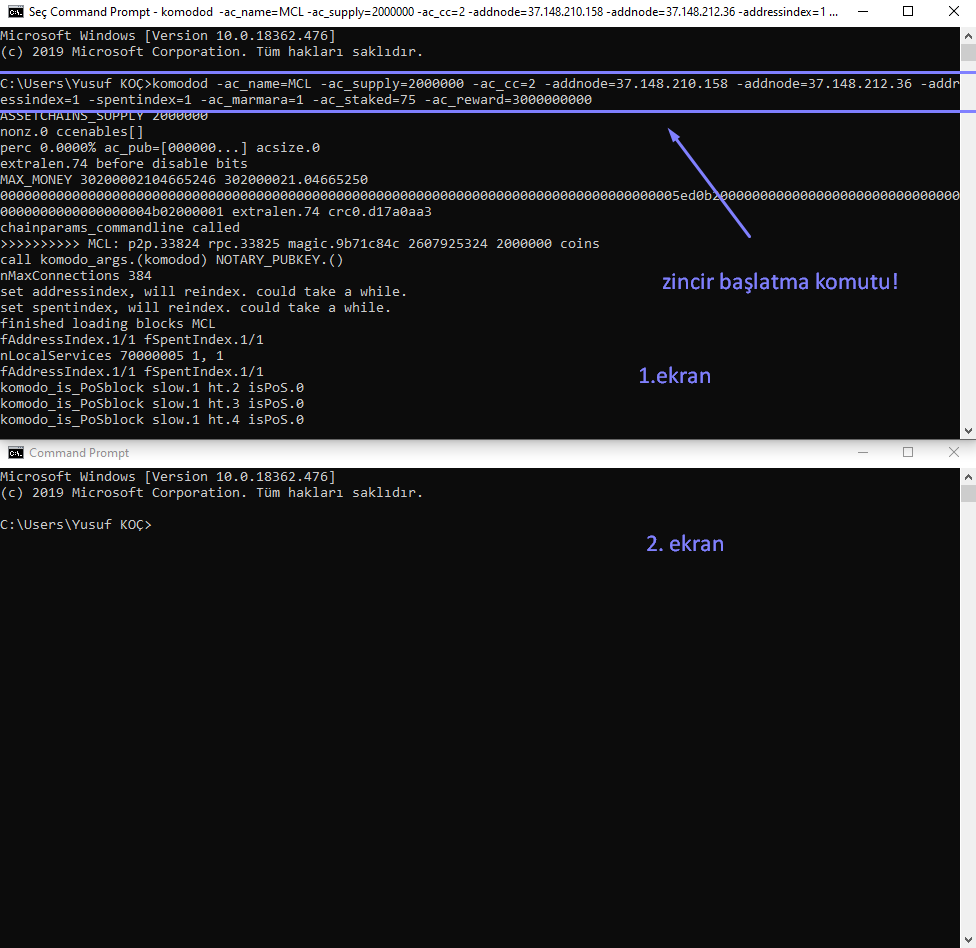 Seç Command Prompt - komodod -ac_name=MCL -ac_supply=2000000 -ac_cc=2 -addnode=37.148.210.158 -addnode=37.148.212.36 -addressindex=1 ...
Microsoft Windows [Version 10.0.18362.476]
(c) 2019 Microsoft Corporation. Tüm hakları saklıdır.
C:\Users\Yusuf KOÇ>komodod -ac_name=MCL -ac_supply=2000000 -ac_cc=2 -addnode=37.148.210.158 -addnode=37.148.212.36 -addr
essindex=1 -spentindex=1 -ac_marmara=1 -ac_staked=75 -ac_reward=3000000000
ASSETCHAINS_SUPPLY 2000000
nonz.0 ccenables[]
perc 0.0000% ac_pub=[000000...] acsize.0
extralen.74 before disable bits
MAX_MONEY 30200002104665246 302000021.04665250
0000000000000000000000000000000000000000000000000000000000000000000000000000000000005ed0b200000000000000000000000000000
0000000000000000004b02000001 extralen.74 crc0.d17a0aa3
chainparams_commandline called
>>>>>>>>>> MCL: p2p.33824 rpc.33825 magic.9b71c84c 2607925324 2000000 coins
call komodo_args.(komodod) NOTARY_PUBKEY.()
nMaxConnections 384
set addressindex, will reindex. could take a while.
set spentindex, will reindex. could take a while.
finished loading blocks MCL
fAddressIndex.1/1 fSpentIndex.1/1
nLocalServices 70000005 1, 1
fAddressIndex.1/1 fSpentIndex.1/1
komodo_is_PoSblock slow.1 ht.2 isPoS.0
komodo_is_PoSblock slow.1 ht.3 isPoS.0
komodo_is_PoSblock slow.1 ht.4 isPoS.0
zincir başlatma komutu!
1.ekran
Command Prompt
Microsoft Windows [Version 10.0.18362.476]
(c) 2019 Microsoft Corporation. Tüm hakları saklıdır.
C:\Users\Yusuf KOÇ>
2. ekran